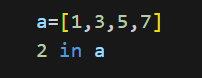 a=[1,3,5,7]
2 in a